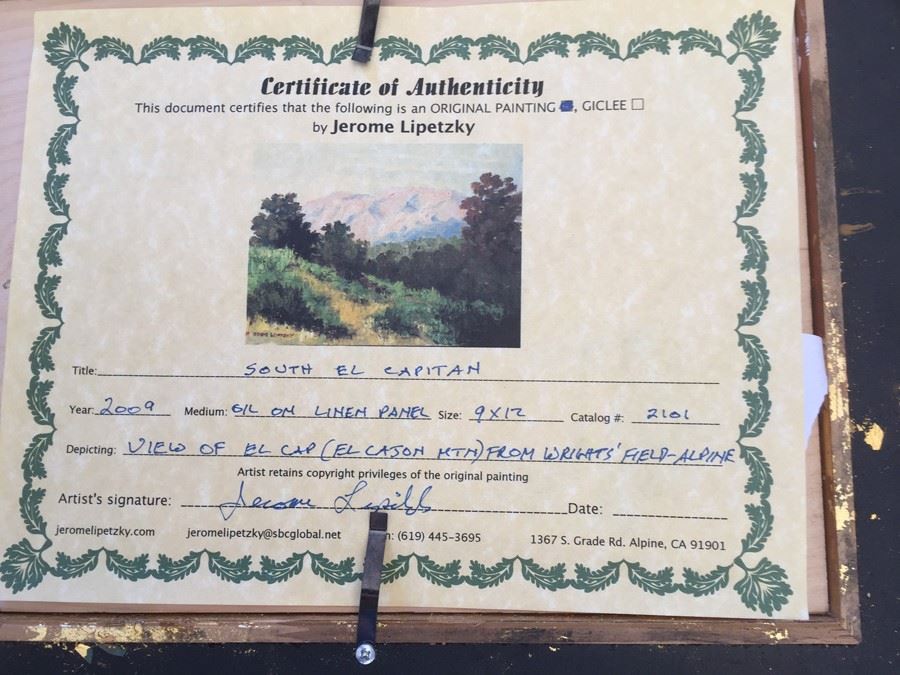 Certificate of Authenticity
This document certifies that the following is an ORIGINAL PAINTING , GICLEE ☐
by Jerome Lipetzky
Title: SOUTH EL CAPITAN
Year: 2009 Medium: OIL ON LINEN PANEL Size: 9X12 Catalog #: 2101
Depicting: VIEW OF EL CAP (EL CAJON MTN) FROM WRIGHTS' FIELD-ALPINE
Artist retains copyright privileges of the original painting
Artist's signature: Jerome Date:
jeromelipetzky.com jeromelipetzky@sbcglobal.net n: (619) 445-3695 1367 S. Grade Rd. Alpine, CA 91901